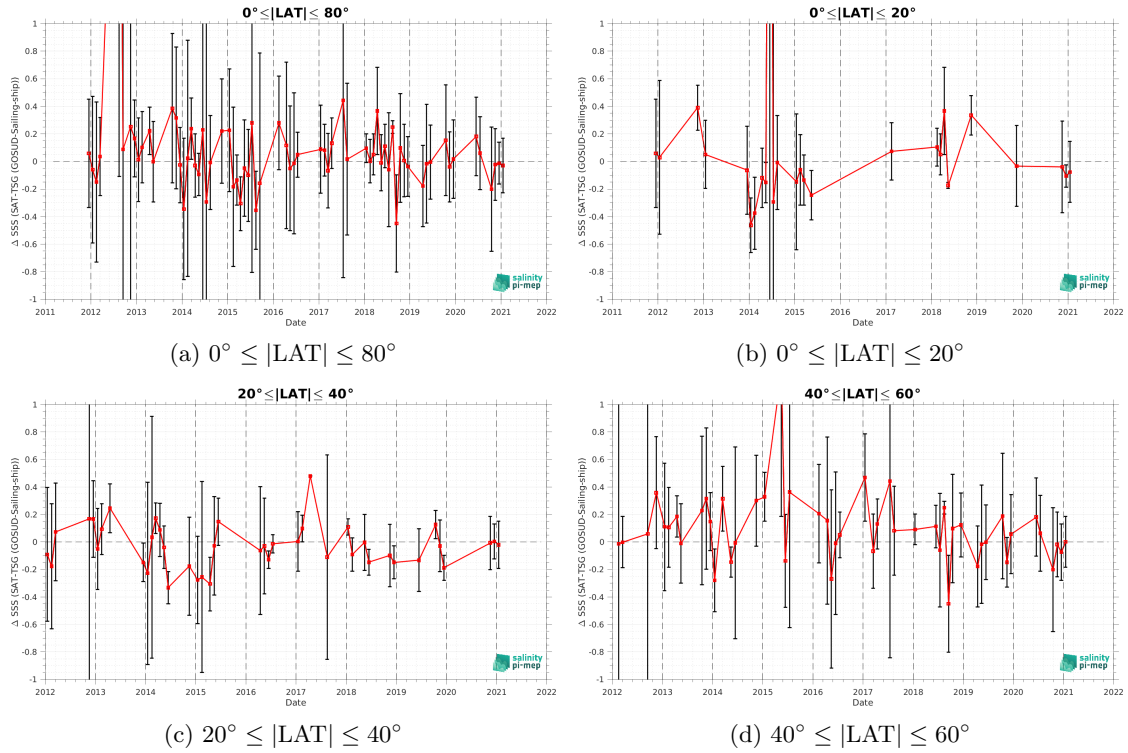 0°≤|LAT|≤ 80°
Δ SSS (SAT-TSG (GOSUD-Sailing-ship))
1
0.8
0.6
0.4
0.2
0
-0.2
-0.4
-0.6
-0.8
-1
2011 2012 2013 2014 2015 2016 2017 2018 2019 2020 2021 2022
Date
salinity
pi-mep
(a) 0° ≤ |LAT| ≤ 80°
0°≤|LAT|≤ 20°
Δ SSS (SAT-TSG (GOSUD-Sailing-ship))
1
0.8
0.6
0.4
0.2
0
-0.2
-0.4
-0.6
-0.8
-1
2011 2012 2013 2014 2015 2016 2017 2018 2019 2020 2021 2022
Date
salinity
pi-mep
(b) 0° ≤ |LAT| ≤ 20°
20°≤|LAT|≤ 40°
Δ SSS (SAT-TSG (GOSUD-Sailing-ship))
1
0.8
0.6
0.4
0.2
0
-0.2
-0.4
-0.6
-0.8
-1
2012 2013 2014 2015 2016 2017 2018 2019 2020 2021 2022
Date
salinity
pi-mep
(c) 20° ≤ |LAT| ≤ 40°
40°≤|LAT|≤ 60°
Δ SSS (SAT-TSG (GOSUD-Sailing-ship))
1
0.8
0.6
0.4
0.2
0
-0.2
-0.4
-0.6
-0.8
-1
2012 2013 2014 2015 2016 2017 2018 2019 2020 2021 2022
Date
salinity
pi-mep
(d) 40° ≤ |LAT| ≤ 60°